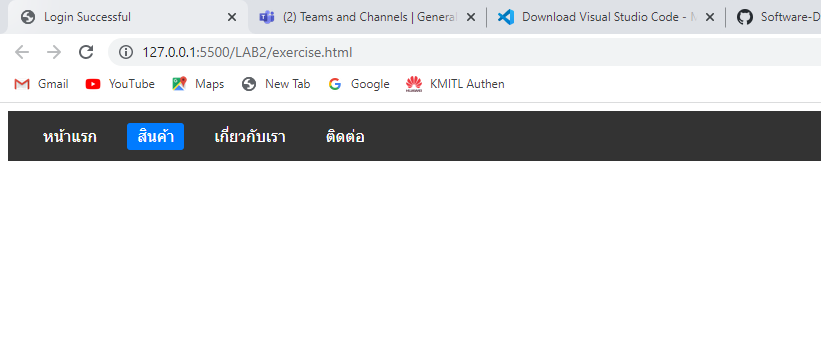 Login Successful
(2) Teams and Channels | General
Download Visual Studio Code - M
Software-D
127.0.0.1:5500/LAB2/exercise.html
Gmail
YouTube
Maps
New Tab
Google
KMITL Authen
หน้าแรก
สินค้า
เกี่ยวกับเรา
ติดต่อ